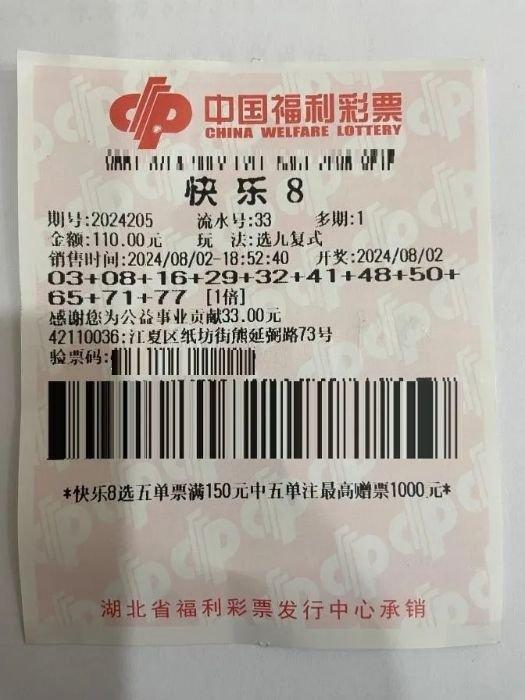 中国福利彩票
CHINA WELFARE LOTTERY
快乐8
期号:2024205 流水号:33 多期:1
金额:110.00元 玩 法:选九复式
销售时间:2024/08/02-18:52:40 开奖:2024/08/02
03+08+16+29+32+41+48+50+
65+71+77 [1倍]
感谢您为公益事业贡献33.00元
42110036:江夏区纸坊街熊延弼路73号
验票码:
*快乐8选五单票满150元中五单注最高赠票1000元*
湖北省福利彩票发行中心承销